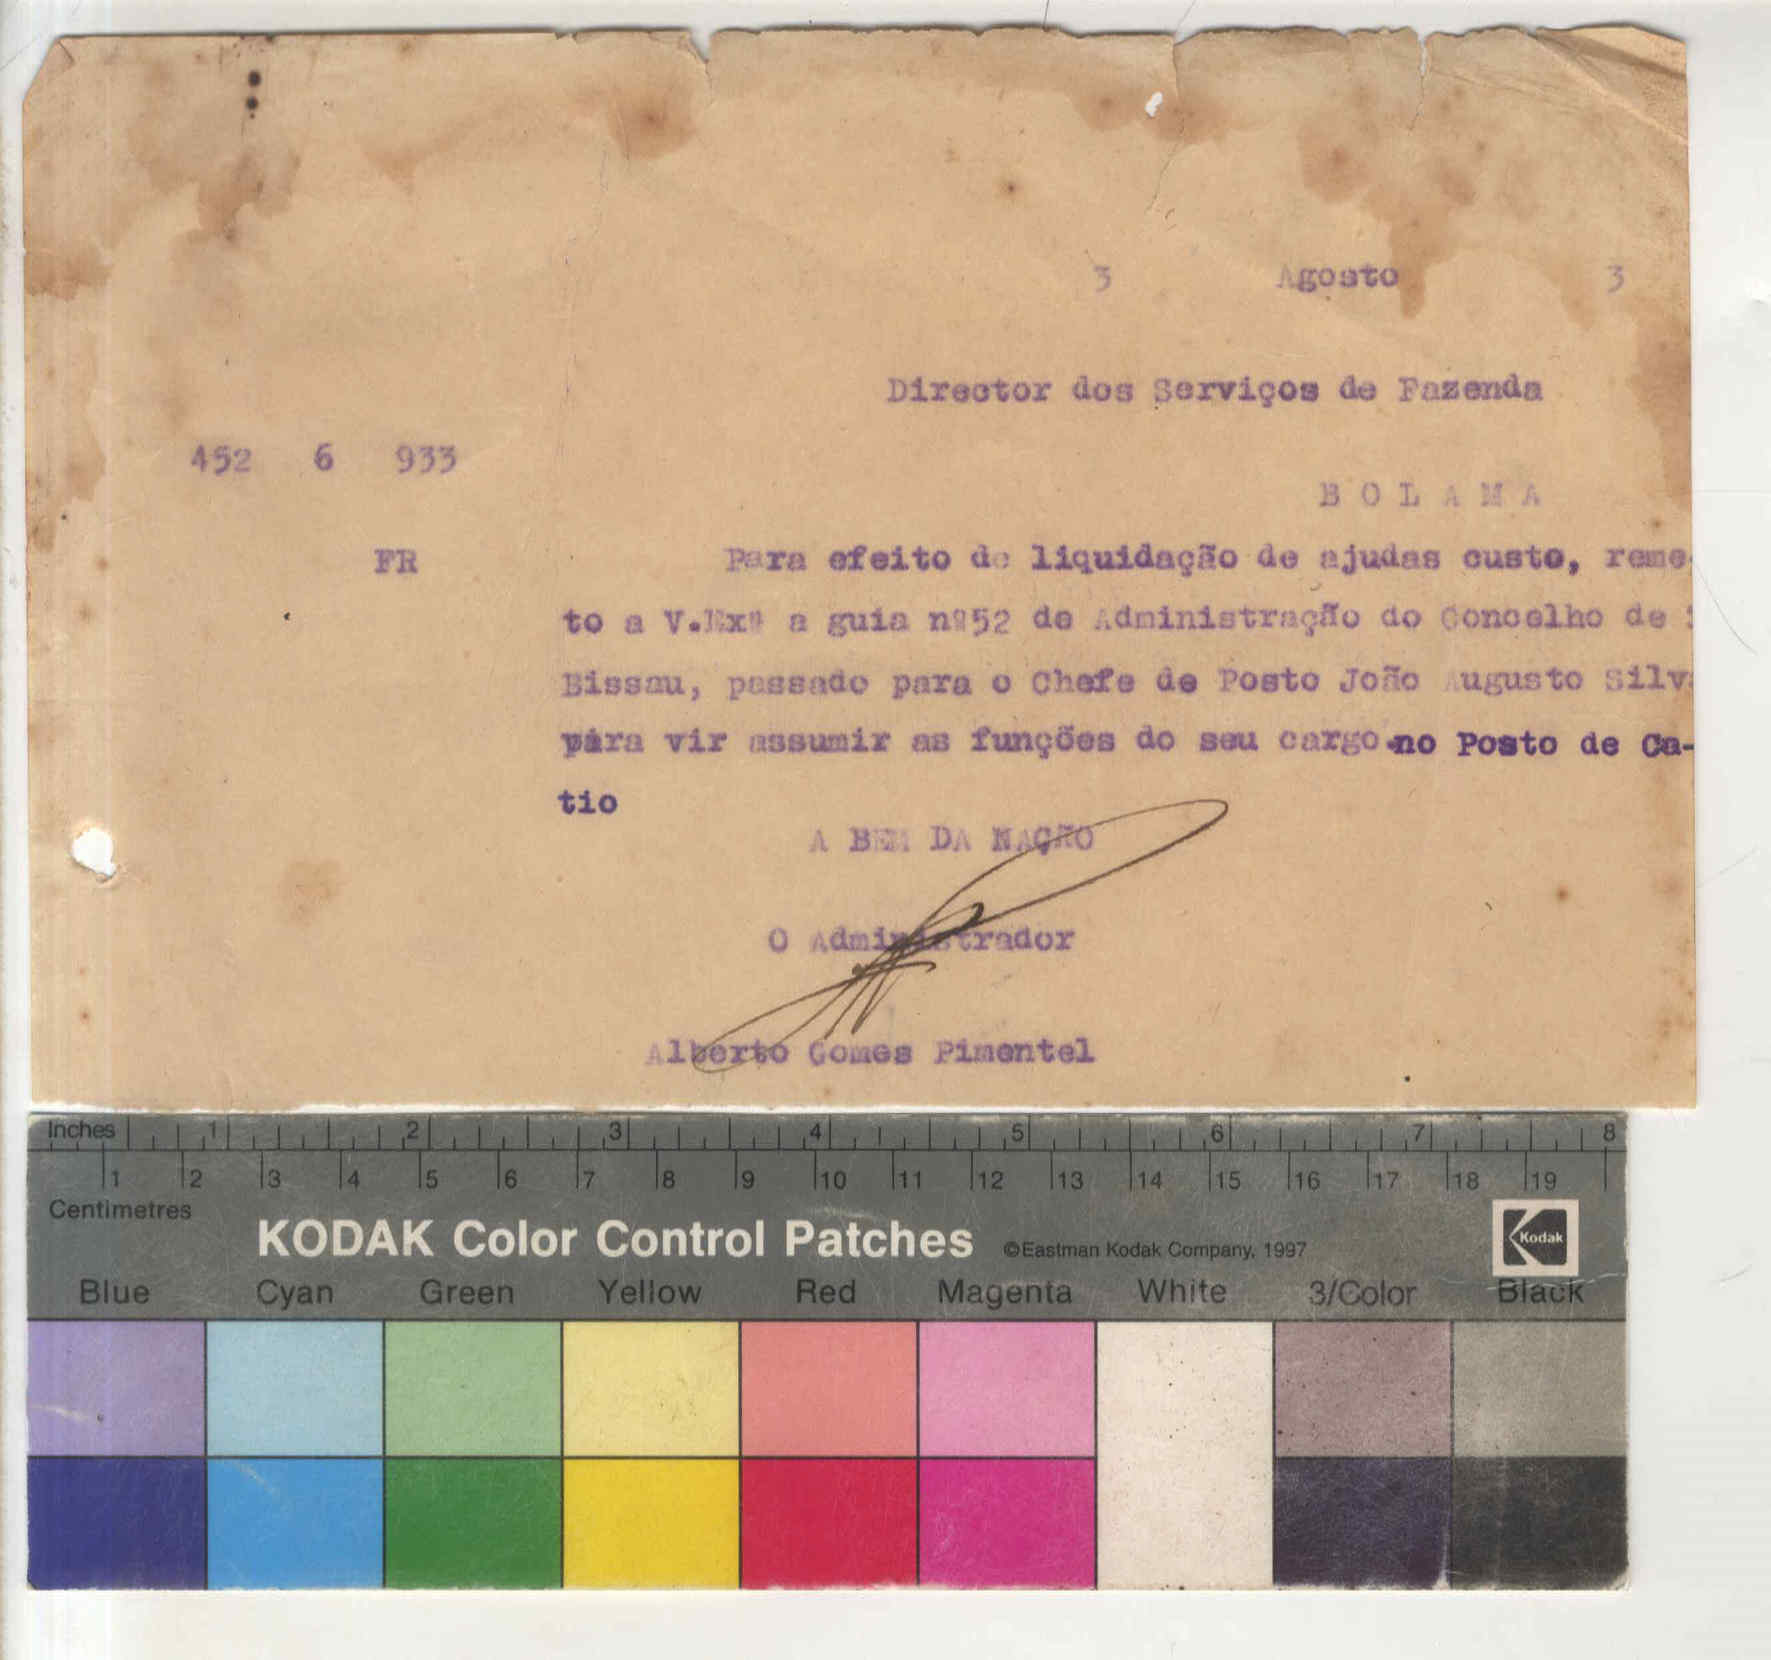 3 Agosto 3
Director dos Serviços de Fazenda
452 6 933
B O L A M A
FR Para efeito de liquidação de ajudas custo, reme-
to a V.Exª a guia nº52 de Administração do Concelho de
Bissau, passado para o Chefe de Posto João Augusto Silva
para vir assumir as funções do seu cargo no Posto de Ca-
tio
A BEM DA NAÇÃO
O Administrador
Alberto Gomes Pimentel
Inches 1 2 3 4 5 6 7 8
1 2 3 4 5 6 7 8 9 10 11 12 13 14 15 16 17 18 19
Centimetres
KODAK Color Control Patches ©Eastman Kodak Company, 1997 Kodak
Blue Cyan Green Yellow Red Magenta White 3/Color Black